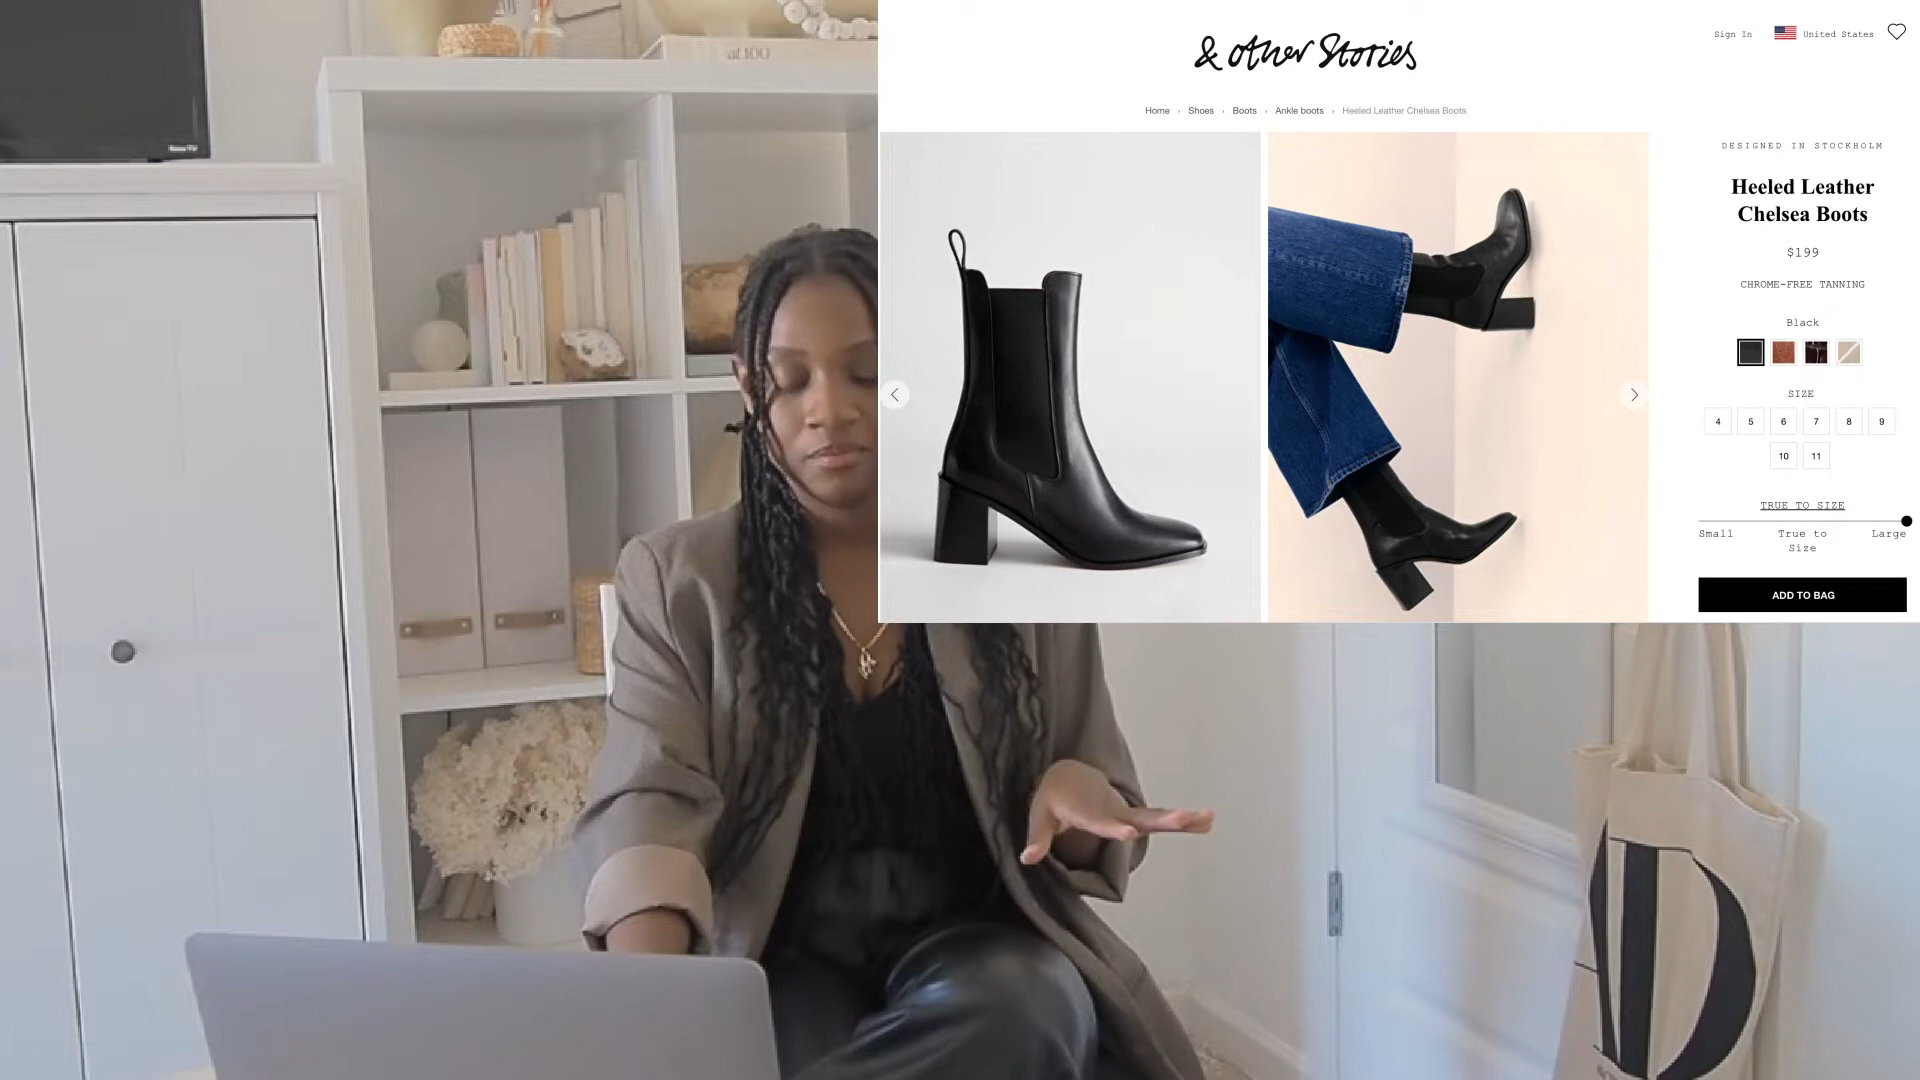 at 100
& other Stories
Sign In
United States
Home › Shoes › Boots › Ankle boots › Heeled Leather Chelsea Boots
DESIGNED IN STOCKHOLM
Heeled Leather
Chelsea Boots
$199
CHROME-FREE TANNING
Black
SIZE
4 5 6 7 8 9
10 11
TRUE TO SIZE
Small True to Large
Size
ADD TO BAG
D